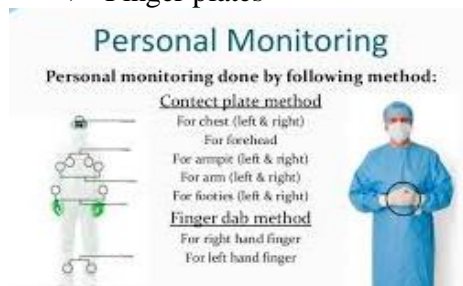 Finger plates
Personal Monitoring
Personal monitoring done by following method:
Contect plate method
For chest (left & right)
For forehead
For armpit (left & right)
For arm (left & right)
For footies (left & right)
Finger dab method
For right hand finger
For left hand finger